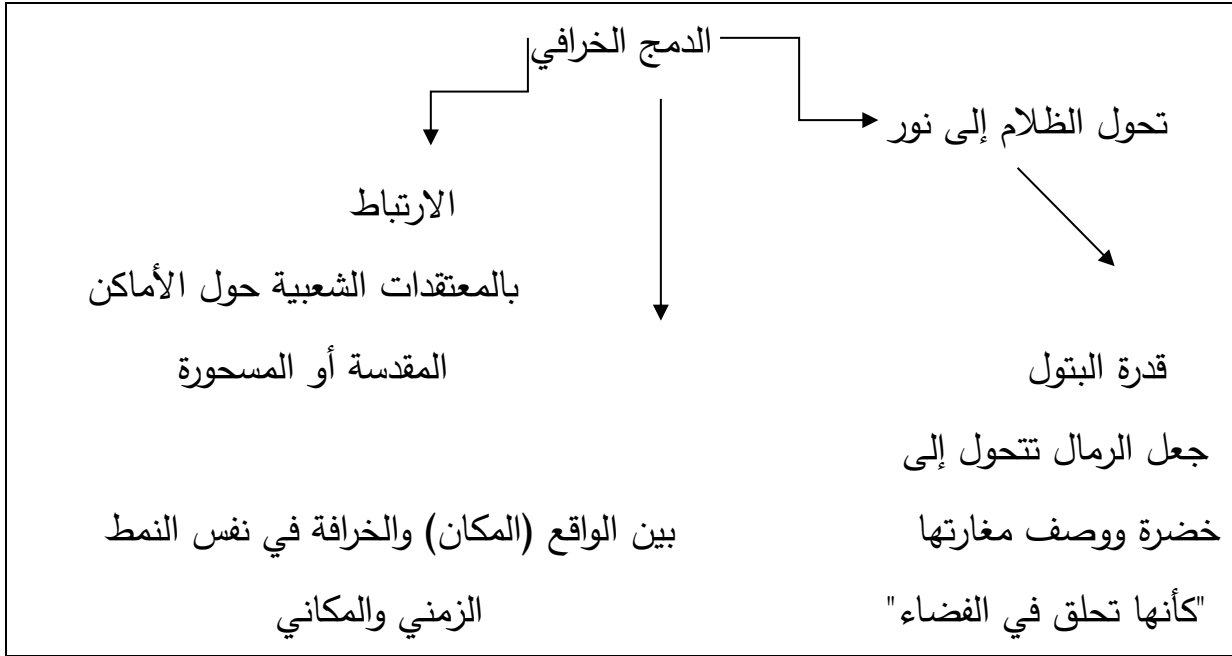 الدمج الخرافي
تحول الظلام إلى نور
الارتباط
بالمعتقدات الشعبية حول الأماكن
المقدسة أو المسحورة
قدرة البتول
جعل الرمال تتحول إلى
خضرة ووصف مغارتها
"كأنها تحلق في الفضاء"
بين الواقع (المكان) والخرافة في نفس النمط
الزمني والمكاني